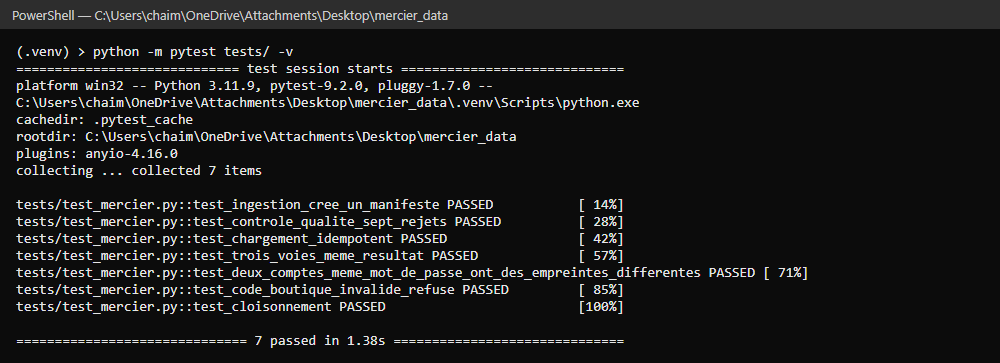 PowerShell — C:\Users\chaim\OneDrive\Attachments\Desktop\mercier_data
(.venv) > python -m pytest tests/ -v
============================= test session starts =============================
platform win32 -- Python 3.11.9, pytest-9.2.0, pluggy-1.7.0 --
C:\Users\chaim\OneDrive\Attachments\Desktop\mercier_data\.venv\Scripts\python.exe
cachedir: .pytest_cache
rootdir: C:\Users\chaim\OneDrive\Attachments\Desktop\mercier_data
plugins: anyio-4.16.0
collecting ... collected 7 items
tests/test_mercier.py::test_ingestion_cree_un_manifeste PASSED           [ 14%]
tests/test_mercier.py::test_controle_qualite_sept_rejets PASSED          [ 28%]
tests/test_mercier.py::test_chargement_idempotent PASSED                 [ 42%]
tests/test_mercier.py::test_trois_voies_meme_resultat PASSED             [ 57%]
tests/test_mercier.py::test_deux_comptes_meme_mot_de_passe_ont_des_empreintes_differentes PASSED [ 71%]
tests/test_mercier.py::test_code_boutique_invalide_refuse PASSED         [ 85%]
tests/test_mercier.py::test_cloisonnement PASSED                         [100%]
============================== 7 passed in 1.38s ==============================